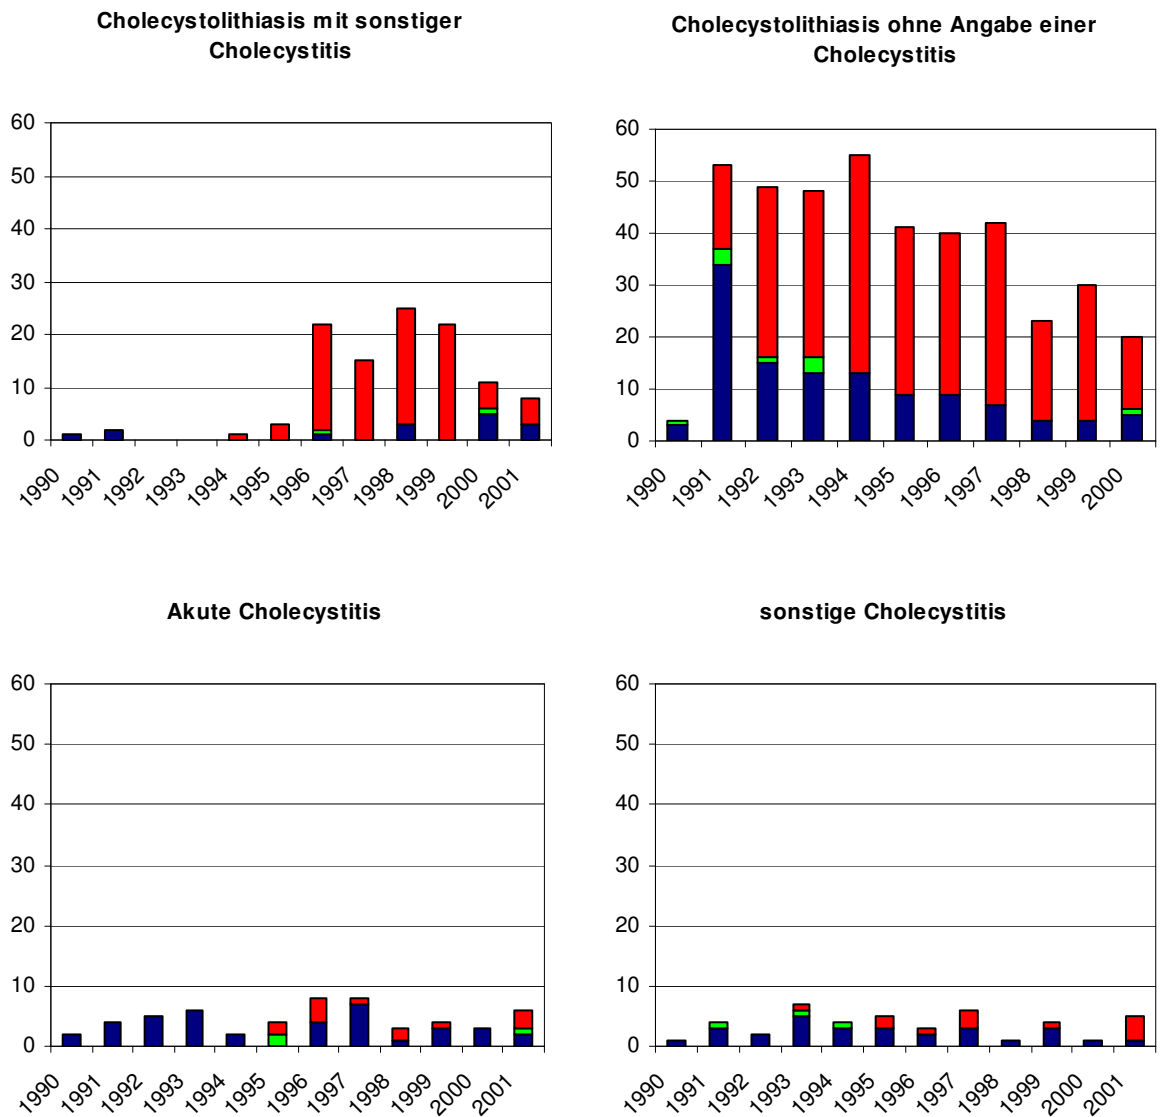 Cholecystolithiasis mit sonstiger
Cholecystitis
60
50
40
30
20
10
0
1990 1991 1992 1993 1994 1995 1996 1997 1998 1999 2000 2001
Cholecystolithiasis ohne Angabe einer
Cholecystitis
60
50
40
30
20
10
0
1990 1991 1992 1993 1994 1995 1996 1997 1998 1999 2000
Akute Cholecystitis
60
50
40
30
20
10
0
1990 1991 1992 1993 1994 1995 1996 1997 1998 1999 2000 2001
sonstige Cholecystitis
60
50
40
30
20
10
0
1990 1991 1992 1993 1994 1995 1996 1997 1998 1999 2000 2001